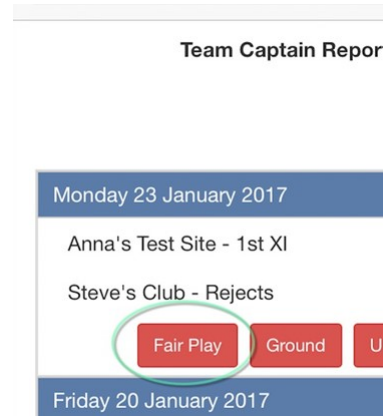 Team Captain Repor
Monday 23 January 2017
Anna's Test Site - 1st XI
Steve's Club - Rejects
Fair Play Ground U
Friday 20 January 2017